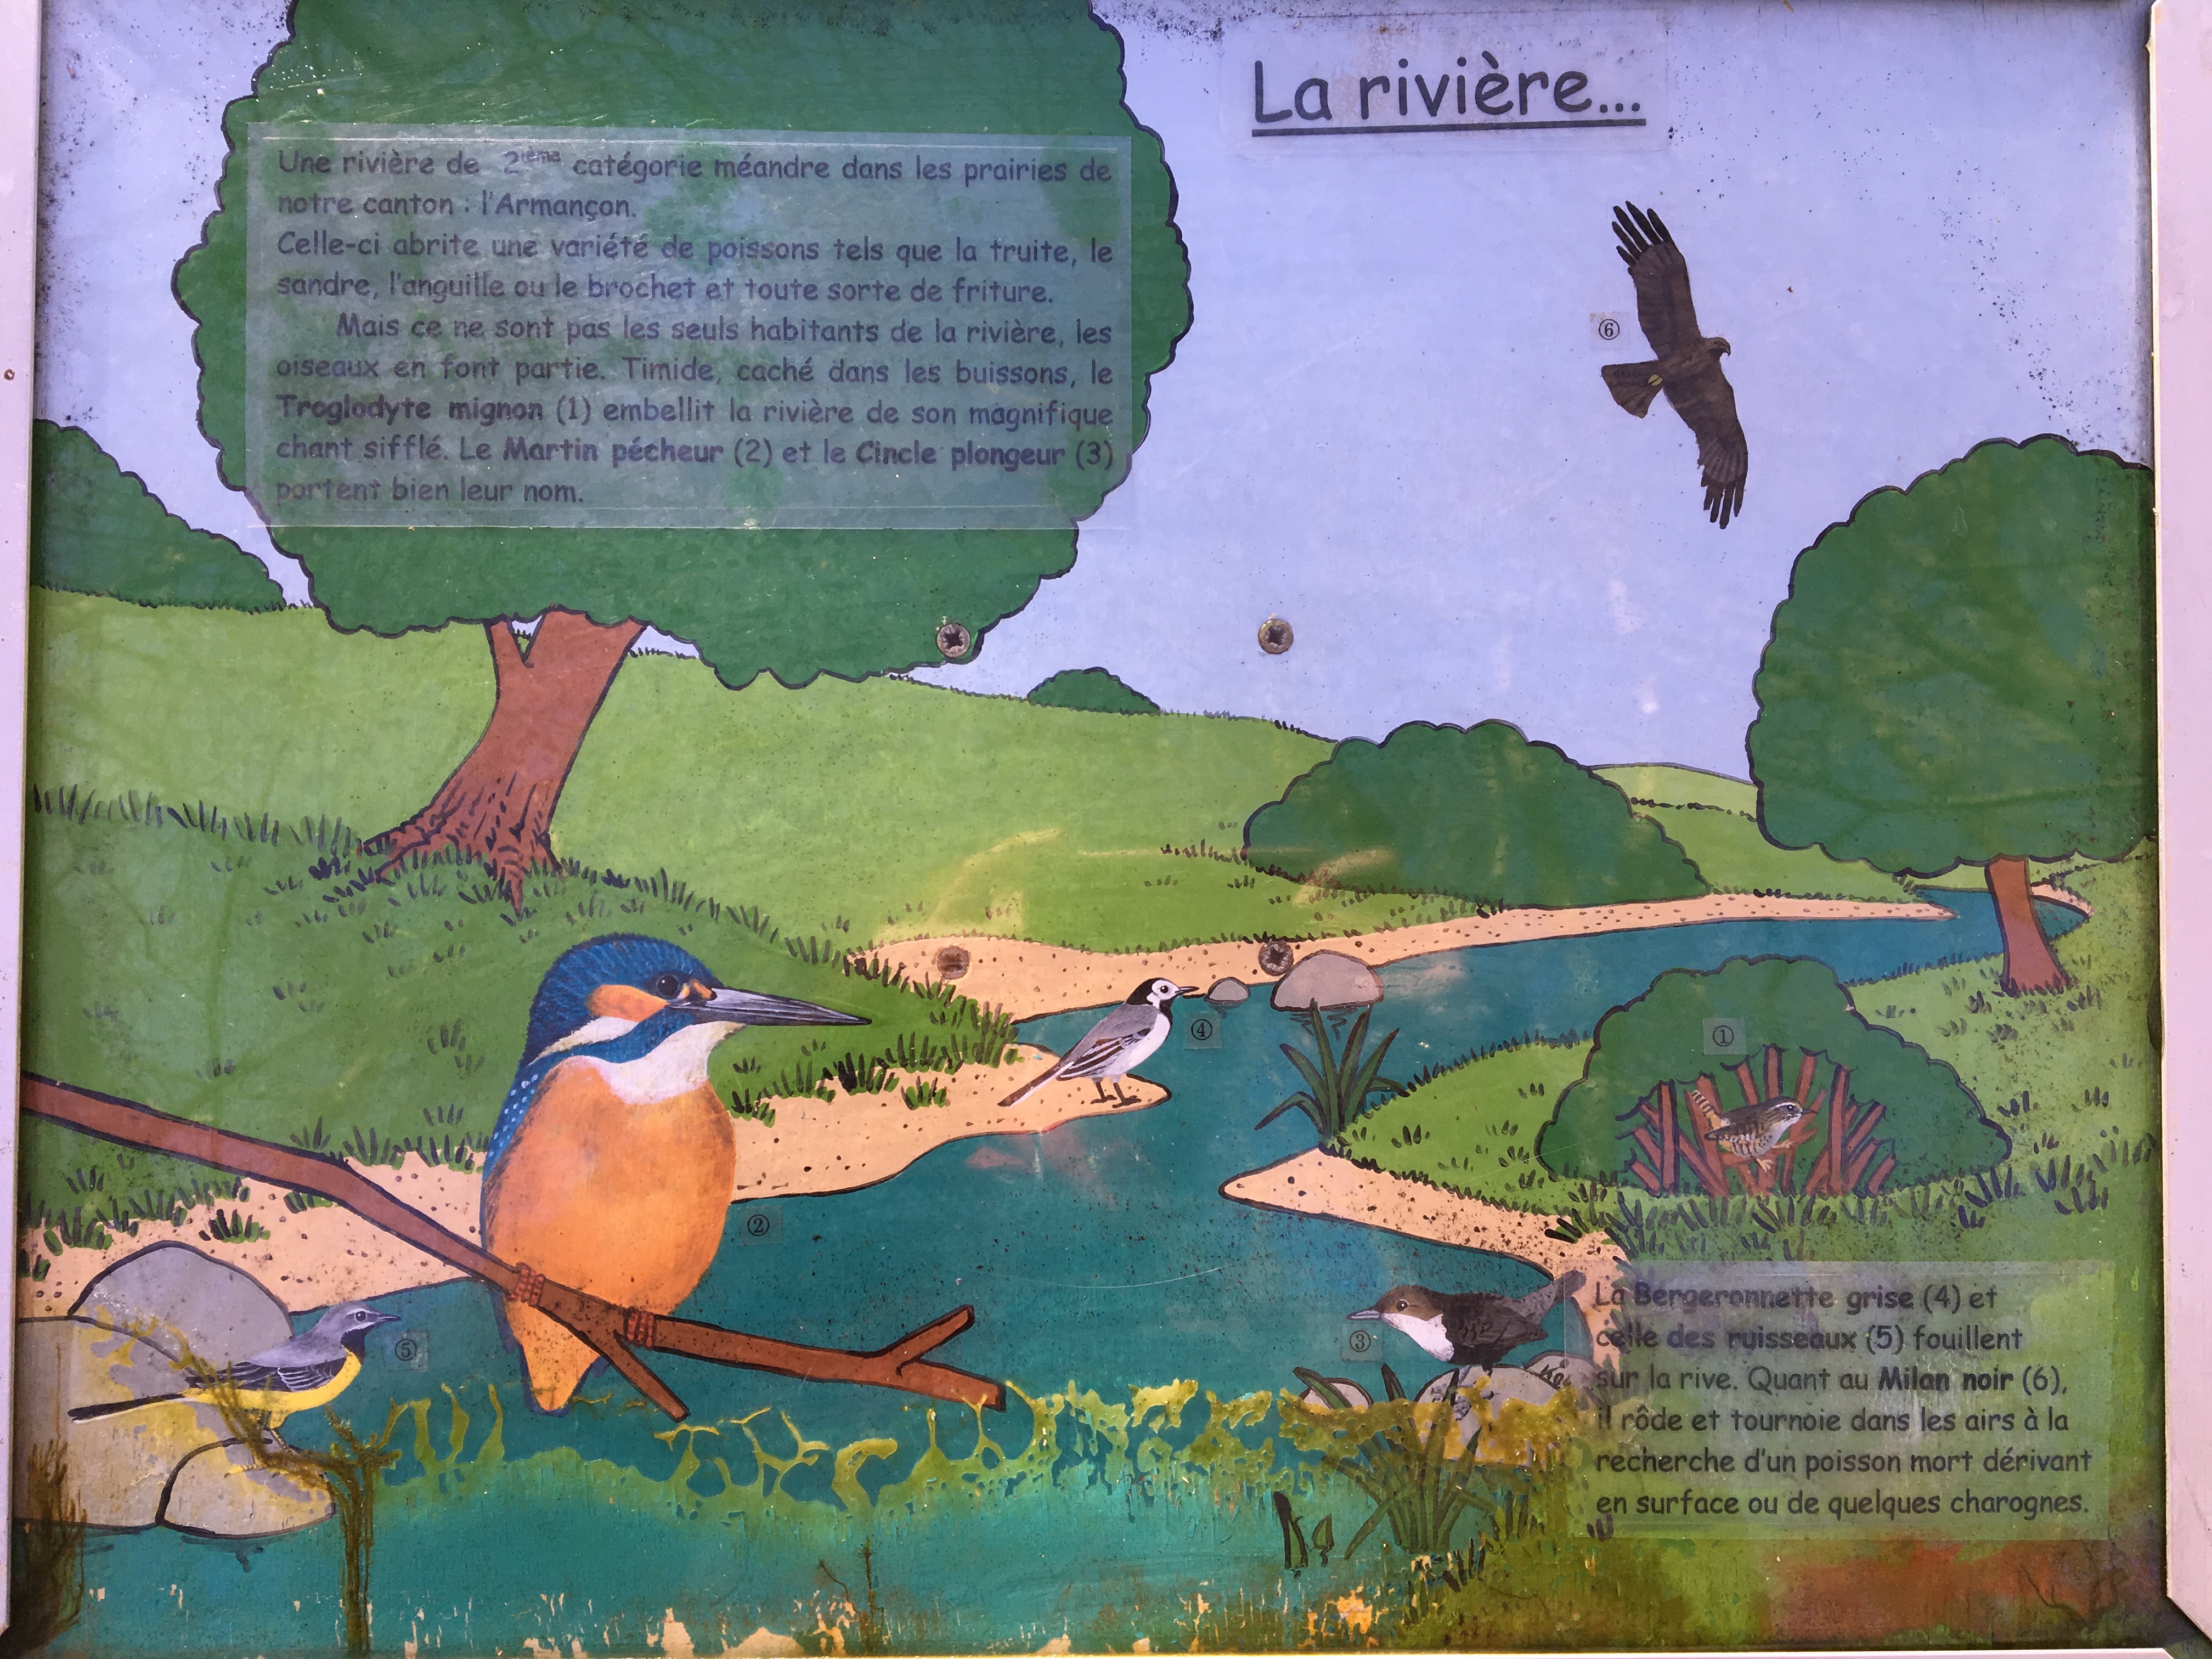 La rivière...
Une rivière de 2ième catégorie méandre dans les prairies de
notre canton : l'Armançon.
Celle-ci abrite une variété de poissons tels que la truite, le
sandre, l'anguille ou le brochet et toute sorte de friture.
Mais ce ne sont pas les seuls habitants de la rivière, les
oiseaux en font partie. Timide, caché dans les buissons, le
Troglodyte mignon (1) embellit la rivière de son magnifique
chant sifflé. Le Martin pécheur (2) et le Cincle plongeur (3)
portent bien leur nom.
⑥
④
①
②
③
⑤
La Bergeronnette grise (4) et
celle des ruisseaux (5) fouillent
sur la rive. Quant au Milan noir (6),
il rôde et tournoie dans les airs à la
recherche d'un poisson mort dérivant
en surface ou de quelques charognes.